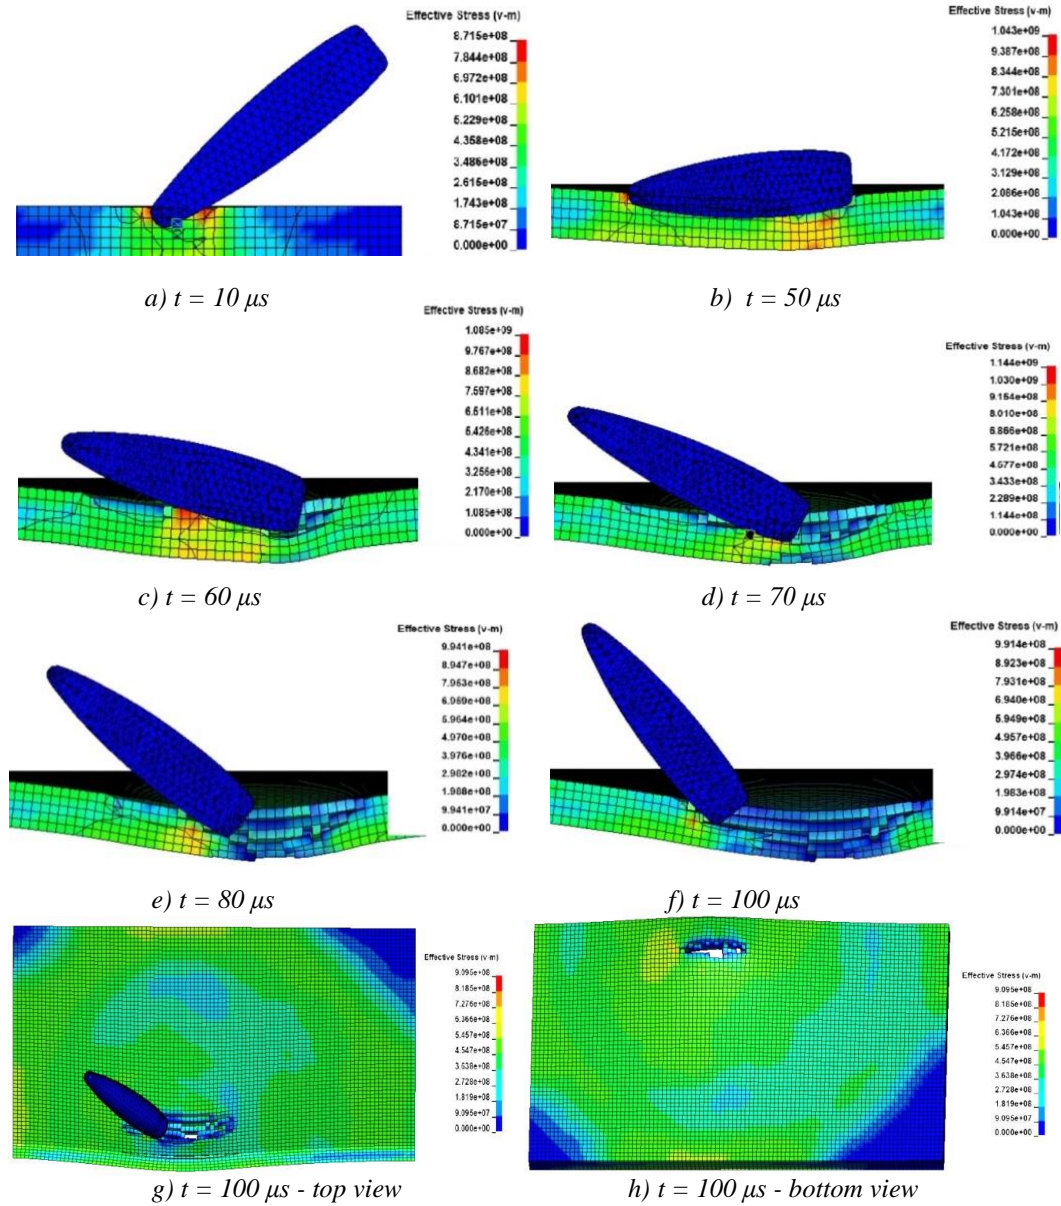 Effective Stress (v-m)
8.715e+08
7.844e+08
6.972e+08
6.101e+08
5.229e+08
4.358e+08
3.486e+08
2.615e+08
1.743e+08
8.715e+07
0.000e+00
a) t = 10 μs
Effective Stress (v-m)
1.043e+09
9.387e+08
8.344e+08
7.301e+08
6.258e+08
5.215e+08
4.172e+08
3.129e+08
2.086e+08
1.043e+08
0.000e+00
b) t = 50 μs
Effective Stress (v-m)
1.085e+09
9.767e+08
8.682e+08
7.597e+08
6.511e+08
5.426e+08
4.341e+08
3.256e+08
2.170e+08
1.085e+08
0.000e+00
c) t = 60 μs
Effective Stress (v-m)
1.144e+09
1.030e+09
9.154e+08
8.010e+08
6.866e+08
5.721e+08
4.577e+08
3.433e+08
2.289e+08
1.144e+08
0.000e+00
d) t = 70 μs
Effective Stress (v-m)
9.941e+08
8.947e+08
7.953e+08
6.959e+08
5.964e+08
4.970e+08
3.976e+08
2.982e+08
1.988e+08
9.941e+07
0.000e+00
e) t = 80 μs
Effective Stress (v-m)
9.914e+08
8.923e+08
7.931e+08
6.940e+08
5.949e+08
4.957e+08
3.966e+08
2.974e+08
1.983e+08
9.914e+07
0.000e+00
f) t = 100 μs
Effective Stress (v-m)
9.095e+08
8.185e+08
7.276e+08
6.366e+08
5.457e+08
4.547e+08
3.638e+08
2.728e+08
1.819e+08
9.095e+07
0.000e+00
g) t = 100 μs - top view
Effective Stress (v-m)
9.095e+08
8.185e+08
7.276e+08
6.366e+08
5.457e+08
4.547e+08
3.638e+08
2.728e+08
1.819e+08
9.095e+07
0.000e+00
h) t = 100 μs - bottom view